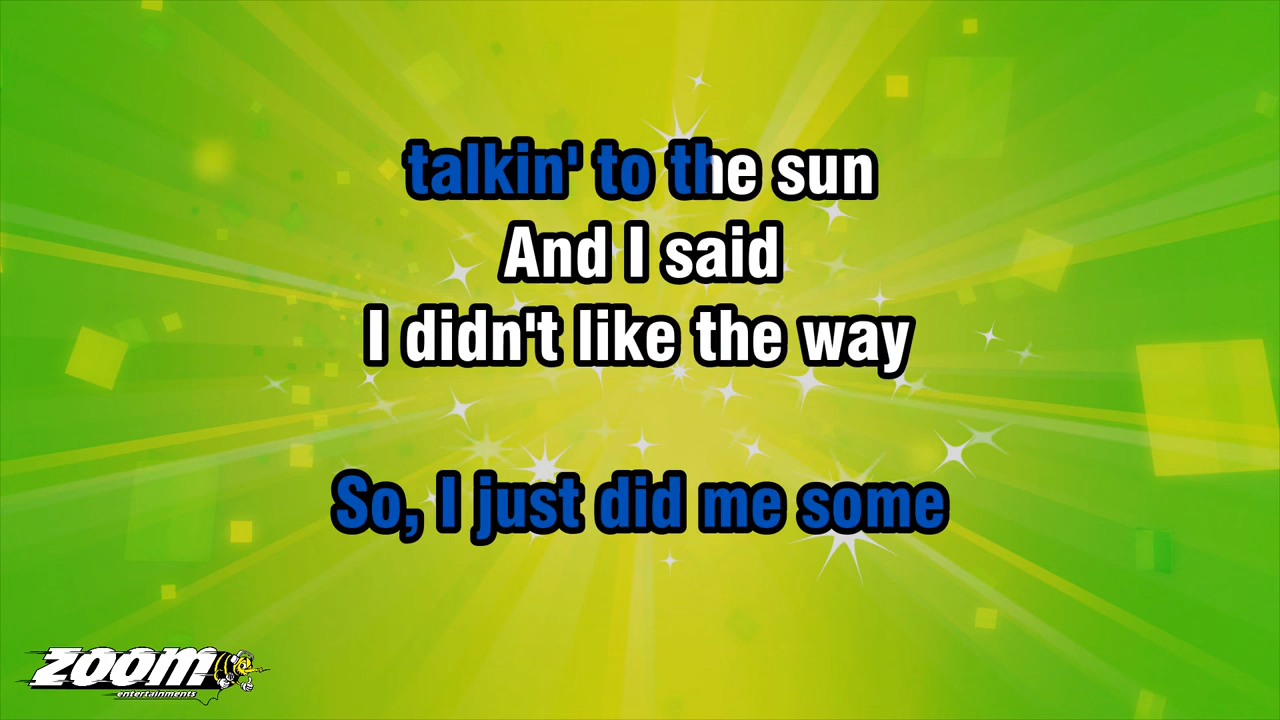 talkin' to the sun
And I said
I didn't like the way
So, I just did me some
zoom
entertainments